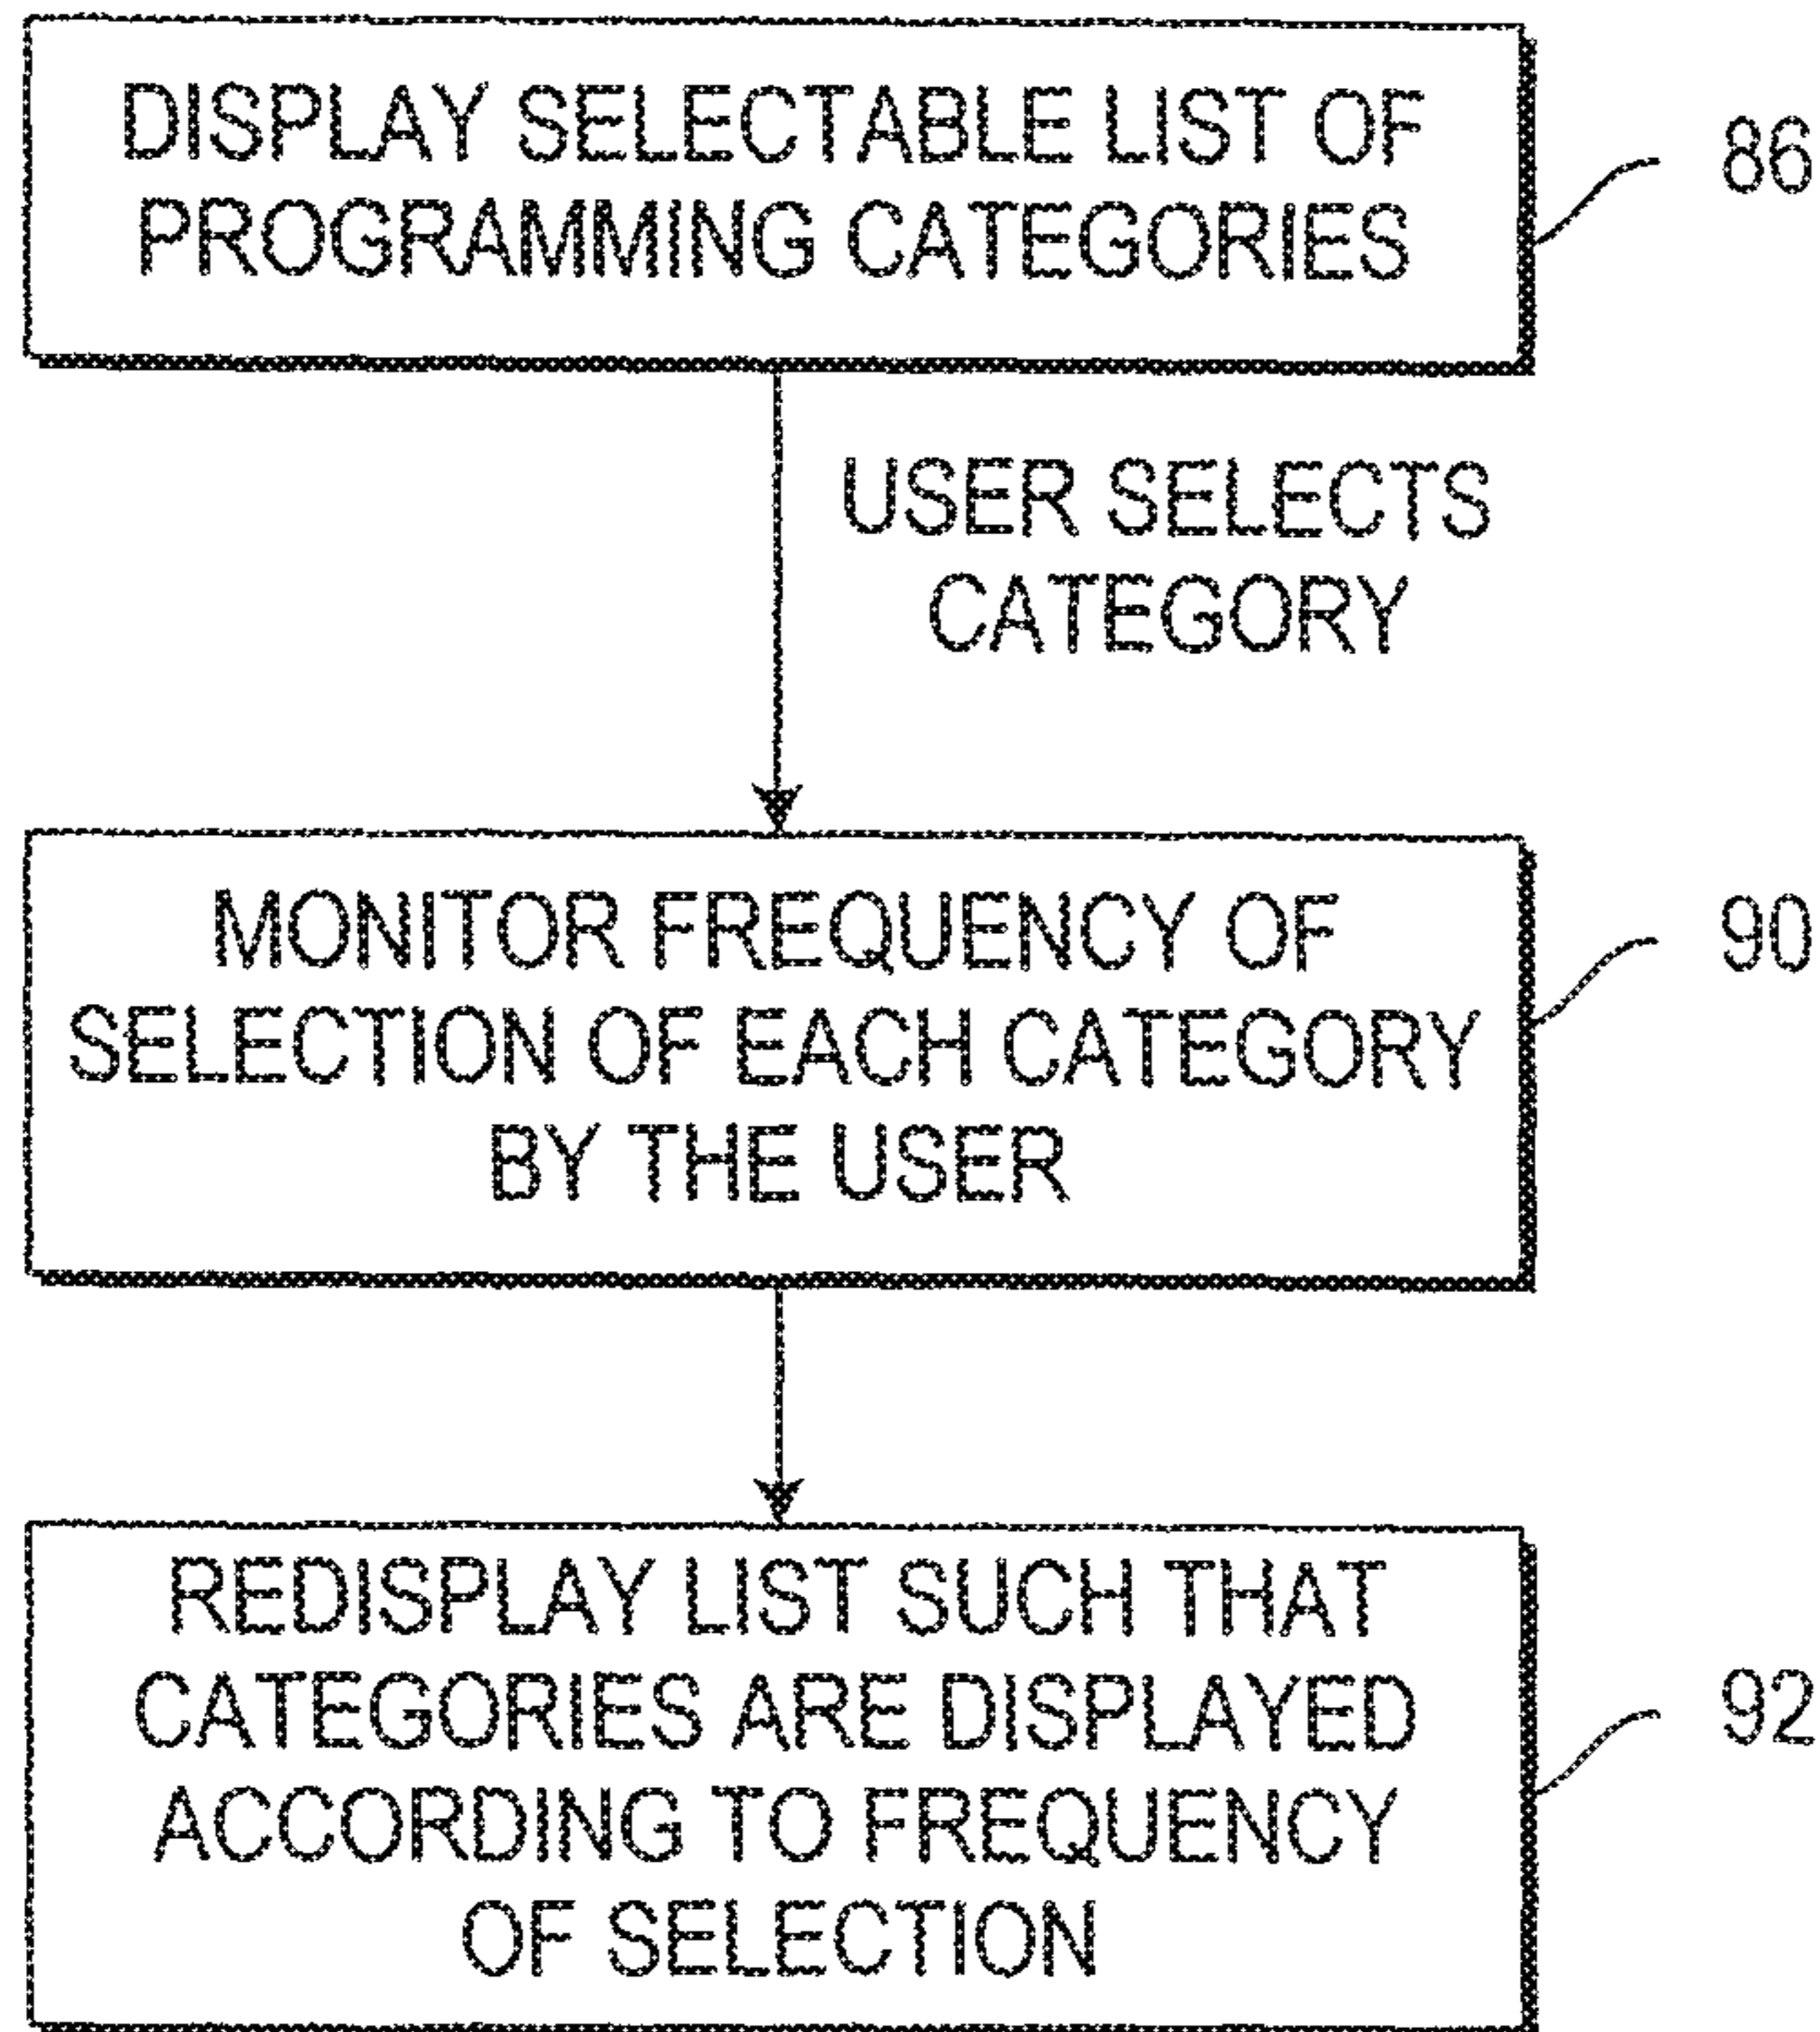 DISPLAY SELECTABLE LIST OF
PROGRAMMING CATEGORIES
86
USER SELECTS
CATEGORY
MONITOR FREQUENCY OF
SELECTION OF EACH CATEGORY
BY THE USER
90
REDISPLAY LIST SUCH THAT
CATEGORIES ARE DISPLAYED
ACCORDING TO FREQUENCY
OF SELECTION
92